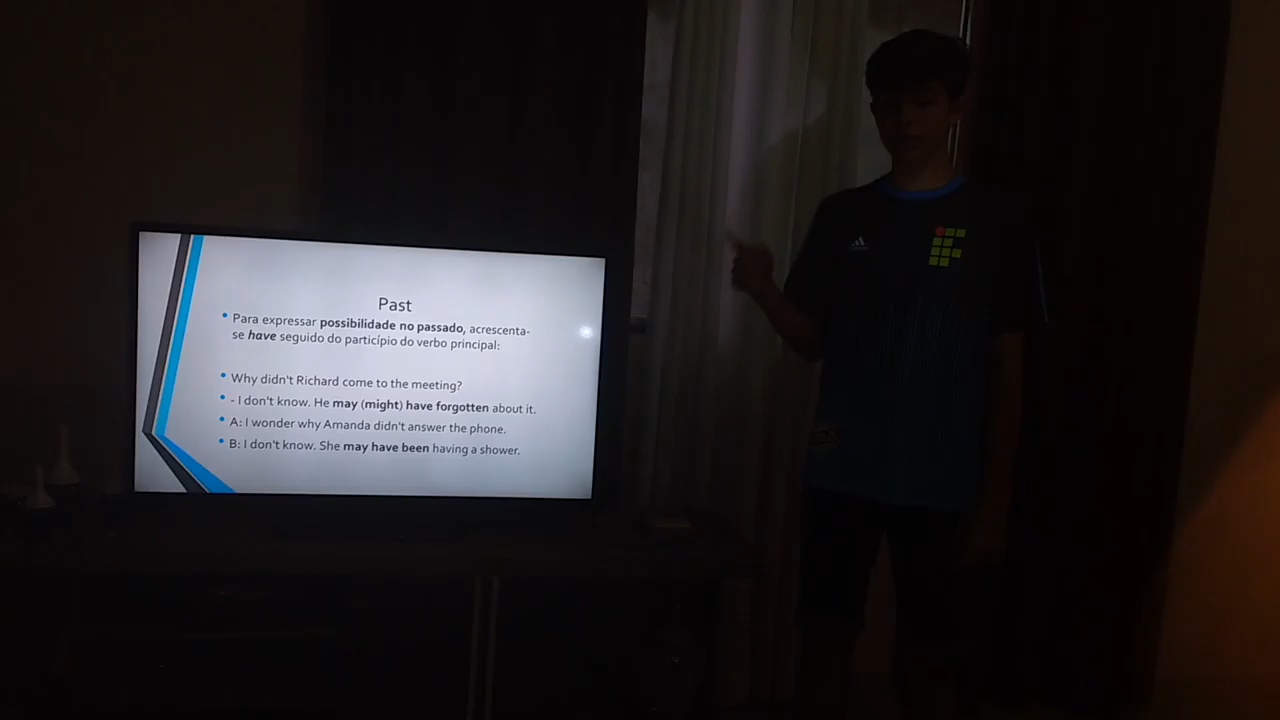 Past
Para expressar possibilidade no passado, acrescenta-
se have seguido do particípio do verbo principal:
Why didn't Richard come to the meeting?
- I don't know. He may (might) have forgotten about it.
A: I wonder why Amanda didn't answer the phone.
B: I don't know. She may have been having a shower.